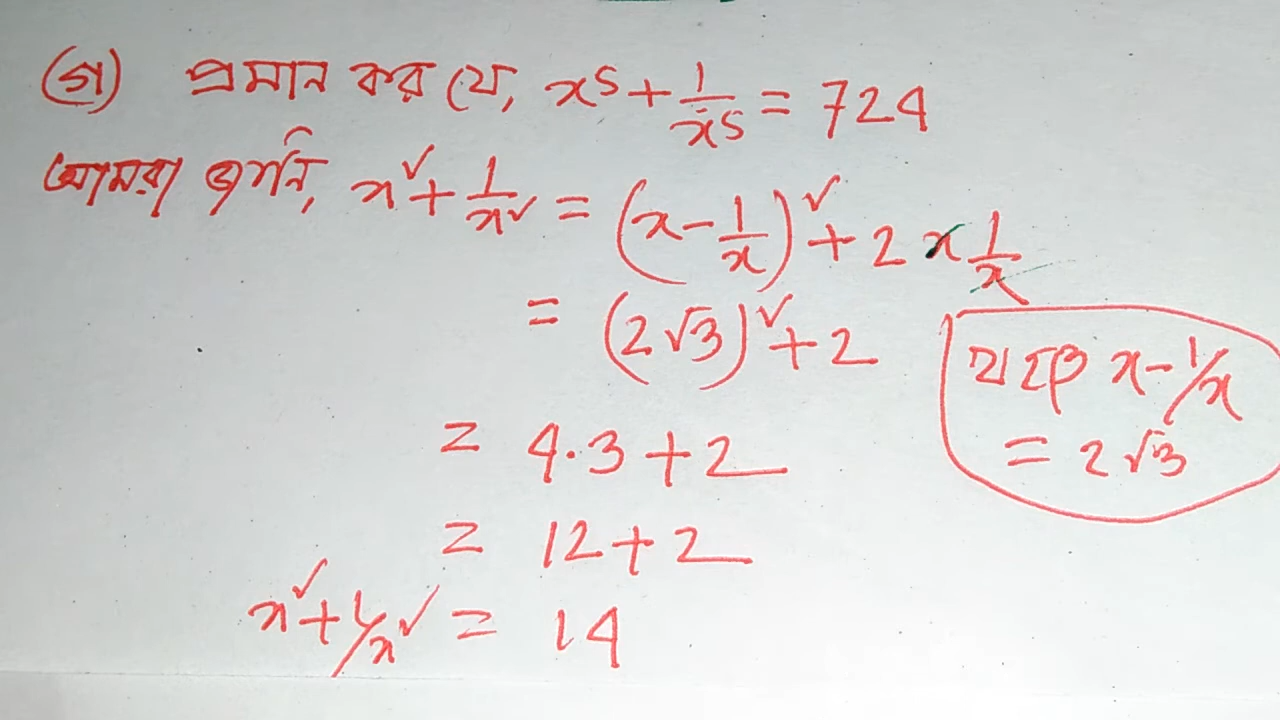 (গ) প্রমান কর যে, x⁵ + 1/x⁵ = 724
আমরা জানি, x² + 1/x² = (x - 1/x)² + 2 x 1/x
= (2√3)² + 2
যেহেতু x - 1/x
= 2√3
= 4.3 + 2
= 12 + 2
x² + 1/x² = 14